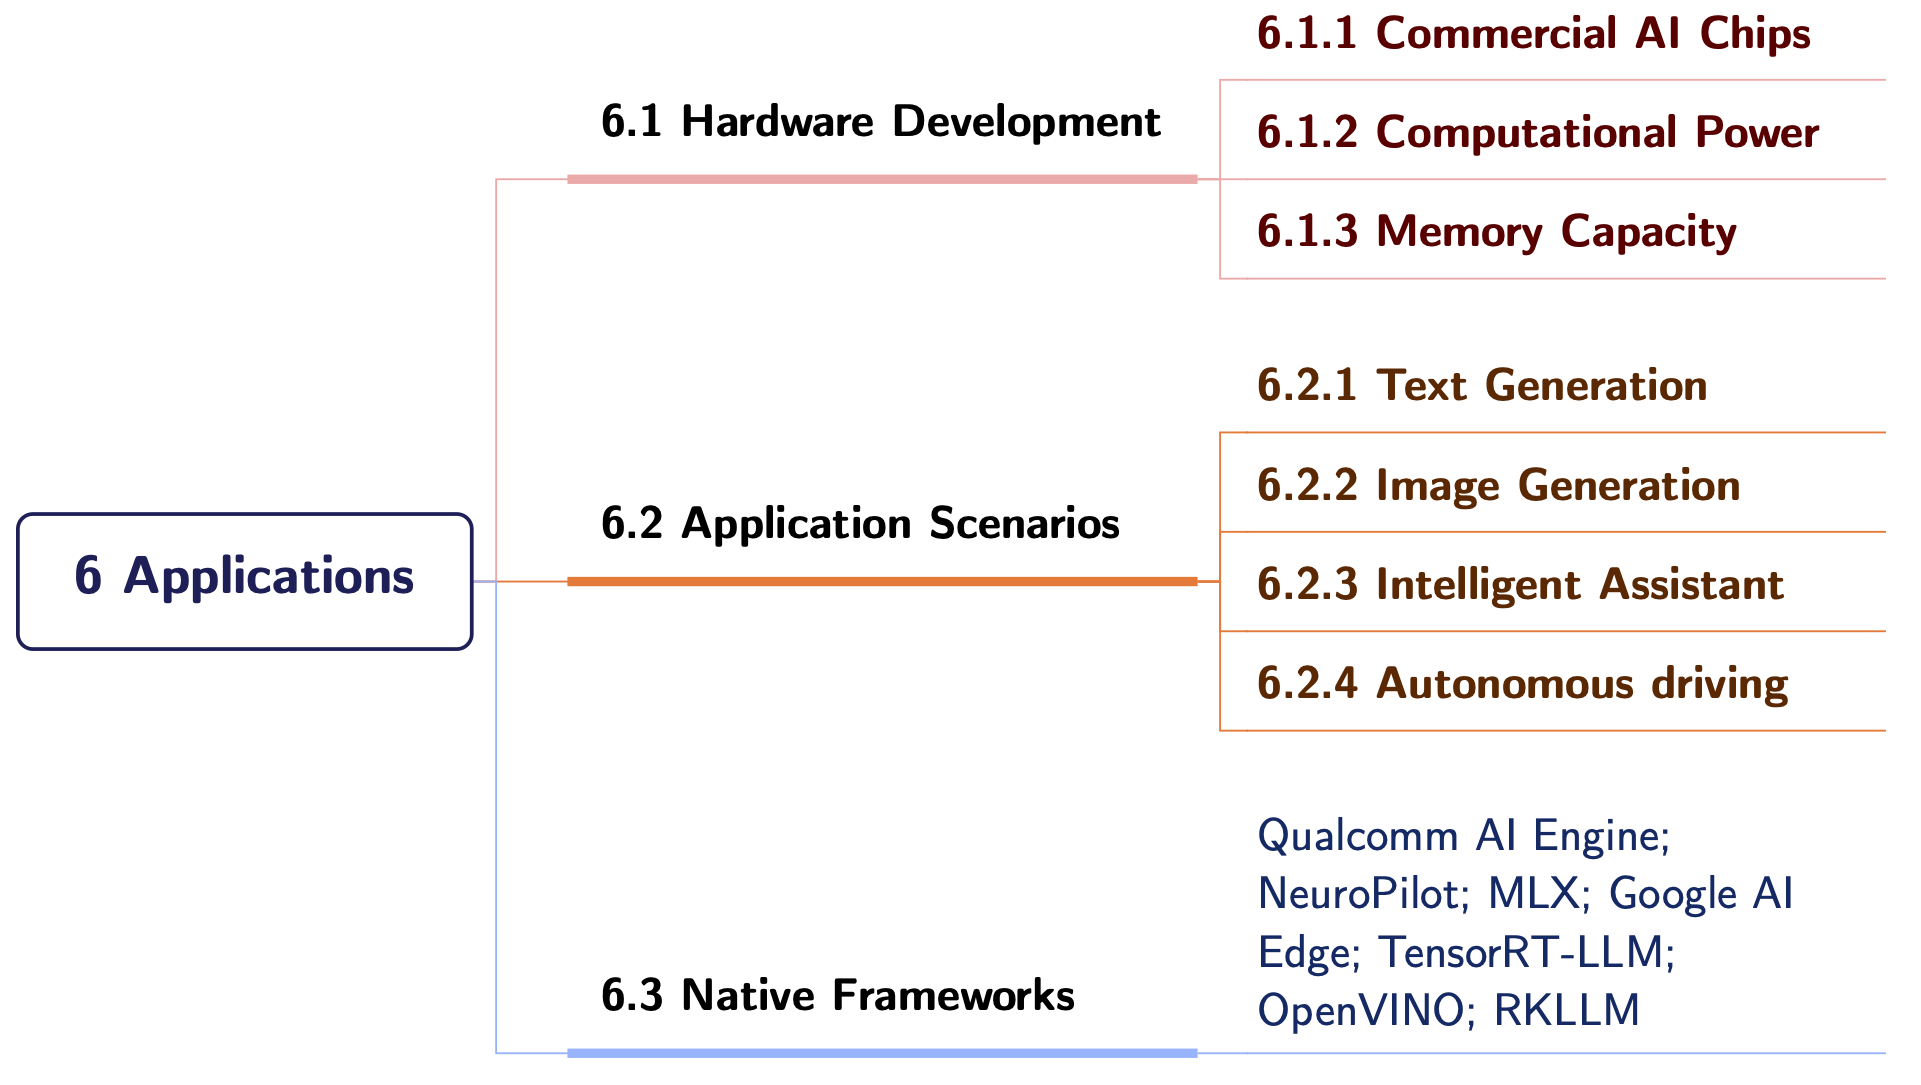 6 Applications
6.1 Hardware Development
6.1.1 Commercial AI Chips
6.1.2 Computational Power
6.1.3 Memory Capacity
6.2 Application Scenarios
6.2.1 Text Generation
6.2.2 Image Generation
6.2.3 Intelligent Assistant
6.2.4 Autonomous driving
6.3 Native Frameworks
Qualcomm AI Engine;
NeuroPilot; MLX; Google AI
Edge; TensorRT-LLM;
OpenVINO; RKLLM